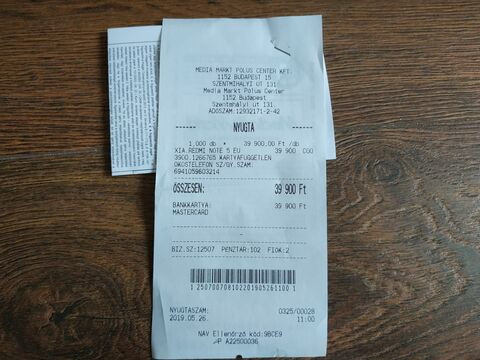 MEDIA MARKT POLUS CENTER KFT.
1152 BUDAPEST 15
SZENTMIHÁLYI ÚT 131.
Media Markt Pólus Center
1152 Budapest
Szentmihályi út 131.
ADÓSZÁM:12932171-2-42
NYUGTA
1,000 db * 39 900,00 Ft /db
XIA.REDMI NOTE 5 EU 39 900 C00
3900.1266765 KÁRTYAFÜGGETLEN
OKOSTELEFON SZ/GY.SZÁM:
6941059603214
ÖSSZESEN: 39 900 Ft
BANKKÁRTYA: 39 900 Ft
MASTERCARD
BIZ.SZ:12507 PÉNZTÁR:102 FIÓK:2
1250700708102201905261100 1
NYUGTASZÁM: 0325/00028
2019.05.26. 11:00
NAV Ellenőrző kód:9BCE9
AP A22500036